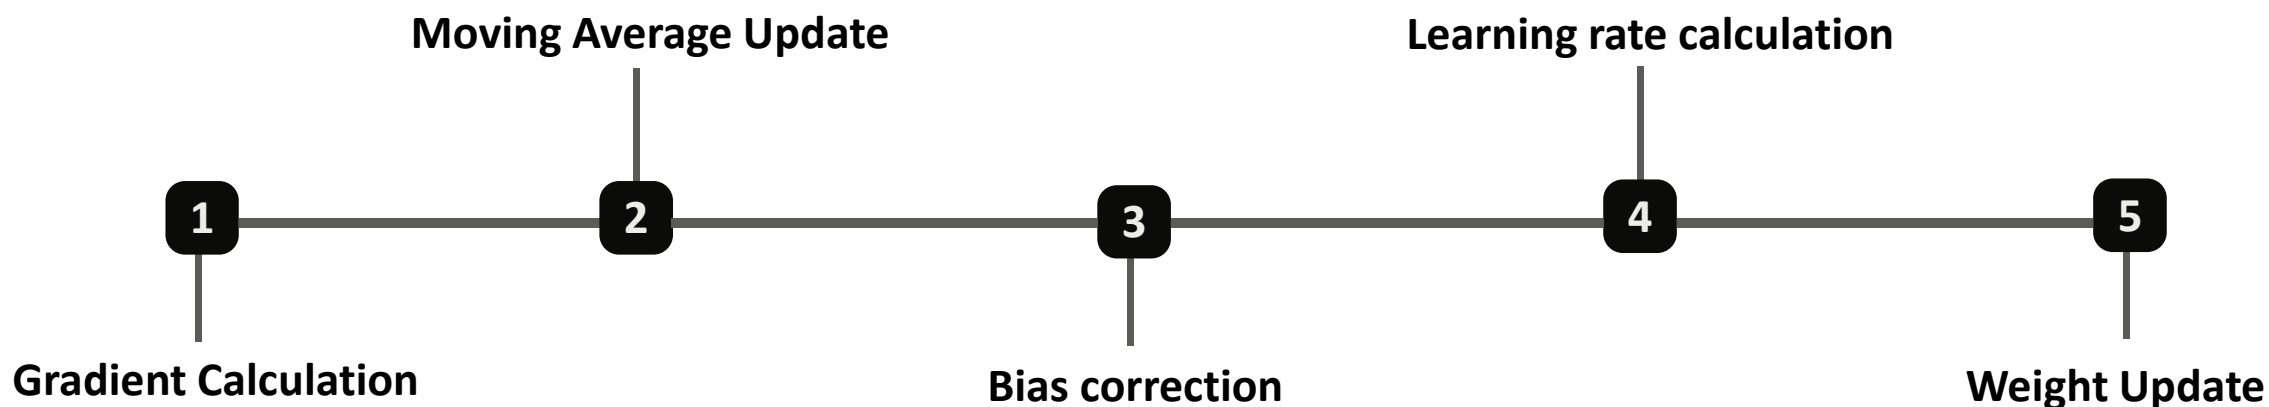 Moving Average Update
Learning rate calculation
1
2
3
4
5
Gradient Calculation
Bias correction
Weight Update